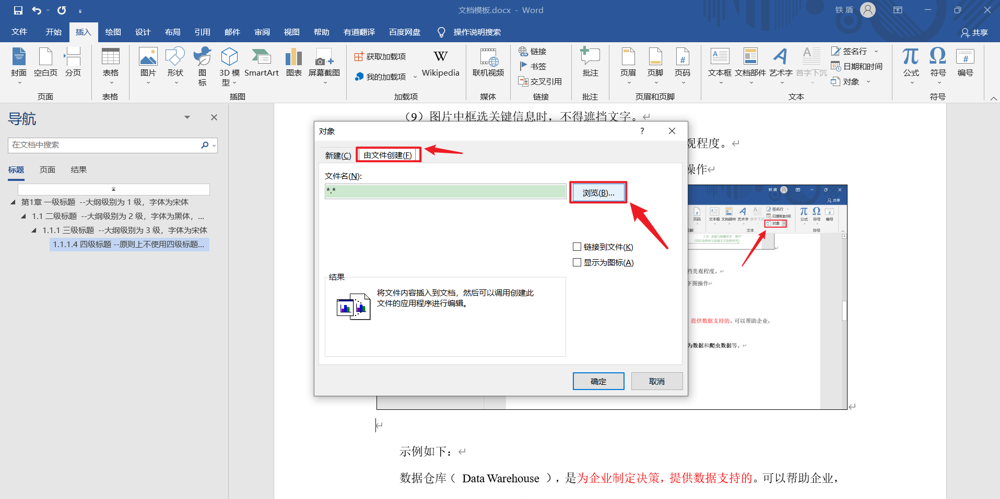 文档模板.docx - Word
铁 盾
文件 开始 插入 绘图 设计 布局 引用 邮件 审阅 视图 帮助 有道翻译 百度网盘 操作说明搜索
共享
封面 空白页 分页
页面
表格
表格
图片 形状 图标 3D 模型 SmartArt 图表 屏幕截图
插图
获取加载项
我的加载项
W
Wikipedia
加载项
联机视频
媒体
链接
书签
交叉引用
链接
批注
批注
页眉 页脚 页码
页眉和页脚
文本框 文档部件 艺术字 首字下沉
签名行
日期和时间
对象
文本
公式 符号 编号
符号
导航
在文档中搜索
标题 页面 结果
第1章 一级标题 --大纲级别为 1 级，字体为宋体
1.1 二级标题 --大纲级别为 2 级，字体为黑体，...
1.1.1 三级标题 --大纲级别为 3 级，字体为宋体
1.1.1.4 四级标题 --原则上不使用四级标题...
（9）图片中框选关键信息时，不得遮挡文字。
观程度。
操作
对象
?
新建(C) 由文件创建(F)
文件名(N):
*.*
浏览(B)...
链接到文件(K)
显示为图标(A)
结果
将文件内容插入到文档，然后可以调用创建此
文件的应用程序进行编辑。
确定 取消
铁 盾
共享
页码 文本框 文档部件 艺术字 首字下沉
签名行
日期和时间
对象
文本
公式 符号 编号
符号
挡美观程度。
下图操作
提供数据支持的。可以帮助企业，
为数据和爬虫数据等。
示例如下：
数据仓库（ Data Warehouse ），是为企业制定决策，提供数据支持的。可以帮助企业，